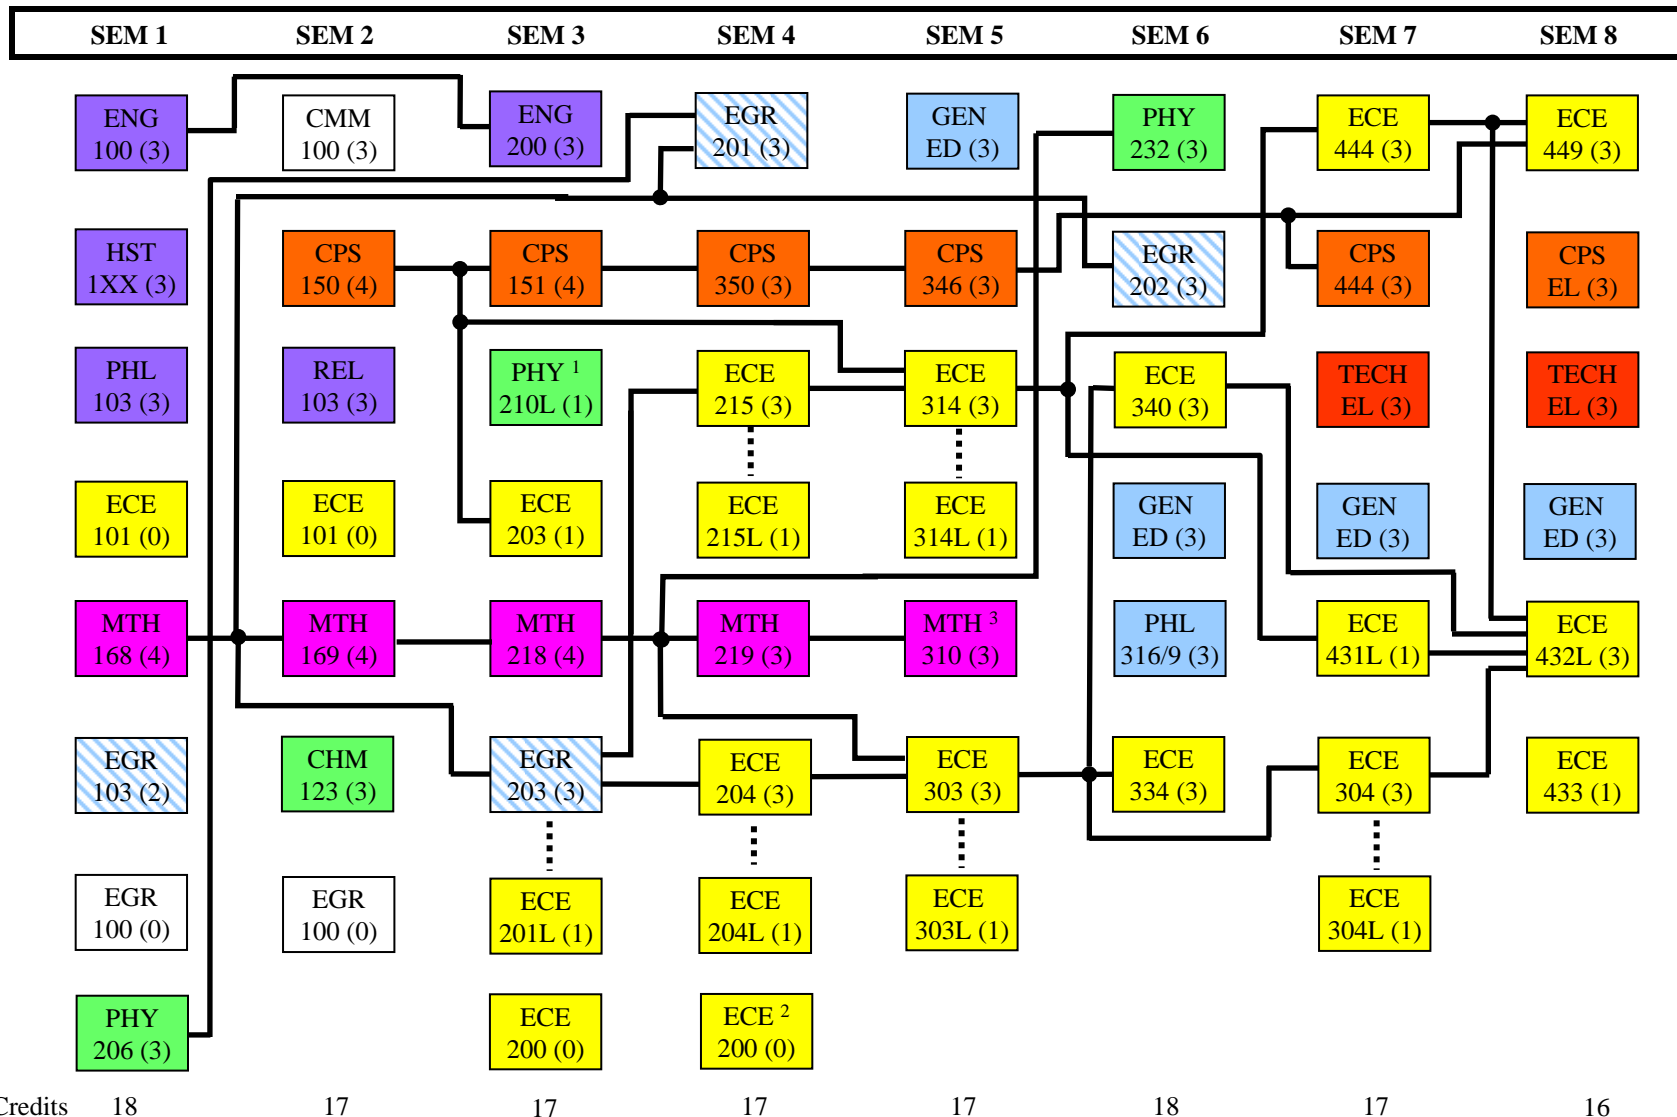 SEM 1 SEM 2 SEM 3 SEM 4 SEM 5 SEM 6 SEM 7 SEM 8
ENG
100 (3)
CMM
100 (3)
ENG
200 (3)
EGR
201 (3)
GEN
ED (3)
PHY
232 (3)
ECE
444 (3)
ECE
449 (3)
HST
1XX (3)
CPS
150 (4)
CPS
151 (4)
CPS
350 (3)
CPS
346 (3)
EGR
202 (3)
CPS
444 (3)
CPS
EL (3)
PHL
103 (3)
REL
103 (3)
PHY 1
210L (1)
ECE
215 (3)
ECE
314 (3)
ECE
340 (3)
TECH
EL (3)
TECH
EL (3)
ECE
101 (0)
ECE
101 (0)
ECE
203 (1)
ECE
215L (1)
ECE
314L (1)
GEN
ED (3)
GEN
ED (3)
GEN
ED (3)
MTH
168 (4)
MTH
169 (4)
MTH
218 (4)
MTH
219 (3)
MTH 3
310 (3)
PHL
316/9 (3)
ECE
431L (1)
ECE
432L (3)
EGR
103 (2)
CHM
123 (3)
EGR
203 (3)
ECE
204 (3)
ECE
303 (3)
ECE
334 (3)
ECE
304 (3)
ECE
433 (1)
EGR
100 (0)
EGR
100 (0)
ECE
201L (1)
ECE
204L (1)
ECE
303L (1)
ECE
304L (1)
PHY
206 (3)
ECE
200 (0)
ECE 2
200 (0)
Credits 18 17 17 17 17 18 17 16